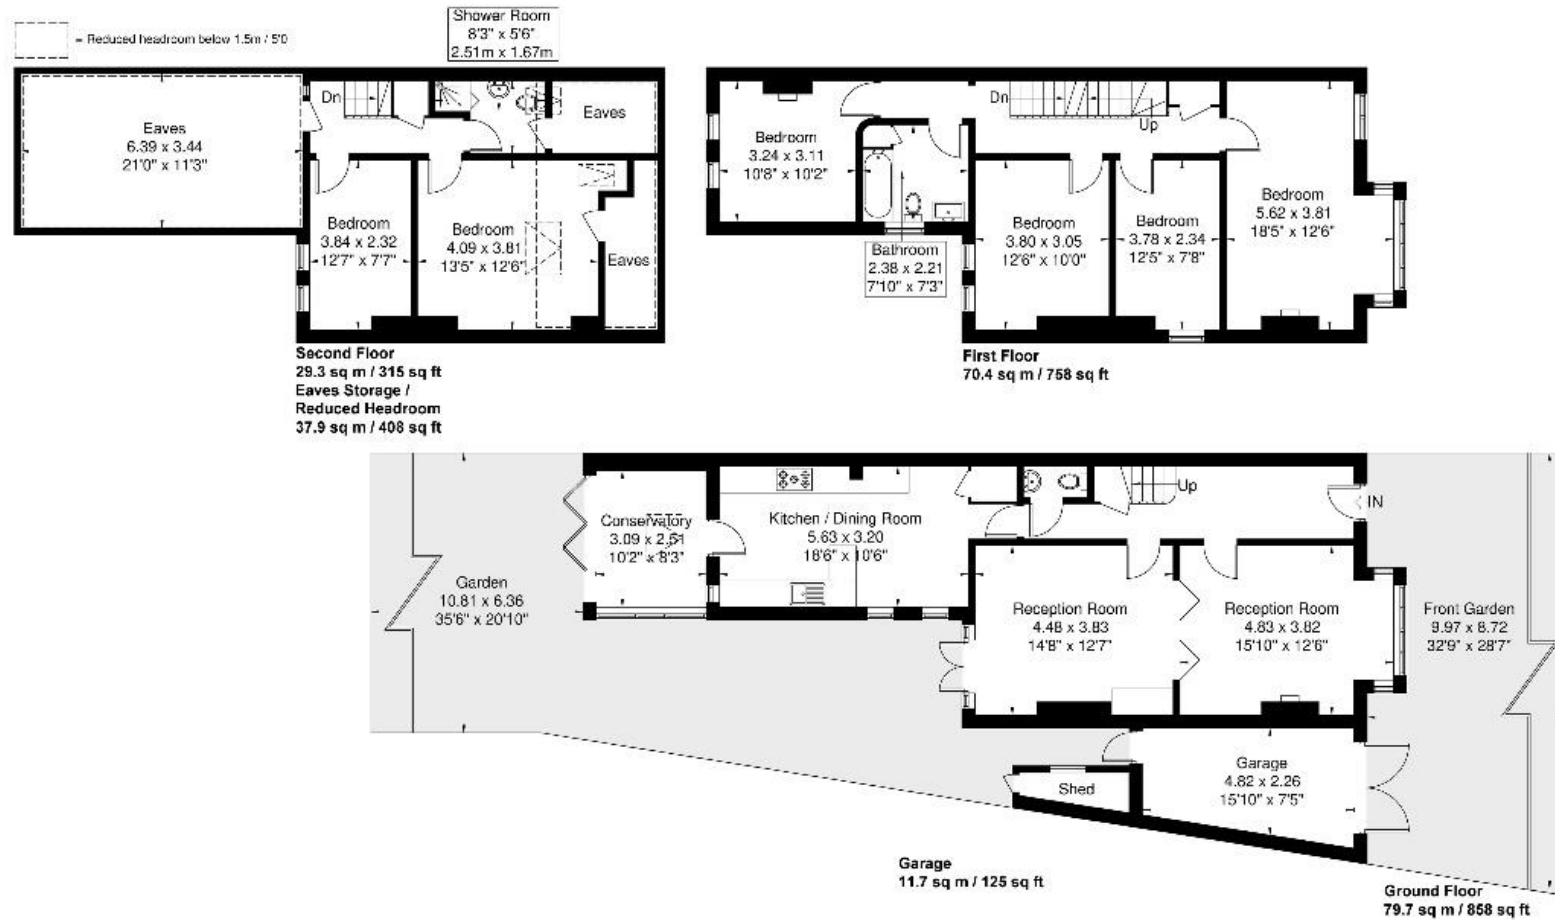 = Reduced headroom below 1.5m / 5'0
Shower Room
8'3" x 5'6"
2.51m x 1.67m
Dn
Eaves
6.39 x 3.44
21'0" x 11'3"
Eaves
Bedroom
3.84 x 2.32
12'7" x 7'7"
Bedroom
4.09 x 3.81
13'5" x 12'6"
Eaves
Second Floor
29.3 sq m / 315 sq ft
Eaves Storage /
Reduced Headroom
37.9 sq m / 408 sq ft
Dn
Up
Bedroom
3.24 x 3.11
10'8" x 10'2"
Bathroom
2.38 x 2.21
7'10" x 7'3"
Bedroom
3.80 x 3.05
12'6" x 10'0"
Bedroom
3.78 x 2.34
12'5" x 7'8"
Bedroom
5.62 x 3.81
18'5" x 12'6"
First Floor
70.4 sq m / 758 sq ft
Conservatory
3.09 x 2.51
10'2" x 8'3"
Kitchen / Dining Room
5.63 x 3.20
18'6" x 10'6"
Up
IN
Garden
10.81 x 6.36
35'6" x 20'10"
Reception Room
4.48 x 3.83
14'8" x 12'7"
Reception Room
4.83 x 3.82
15'10" x 12'6"
Front Garden
9.97 x 8.72
32'9" x 28'7"
Shed
Garage
4.82 x 2.26
15'10" x 7'5"
Garage
11.7 sq m / 125 sq ft
Ground Floor
79.7 sq m / 858 sq ft